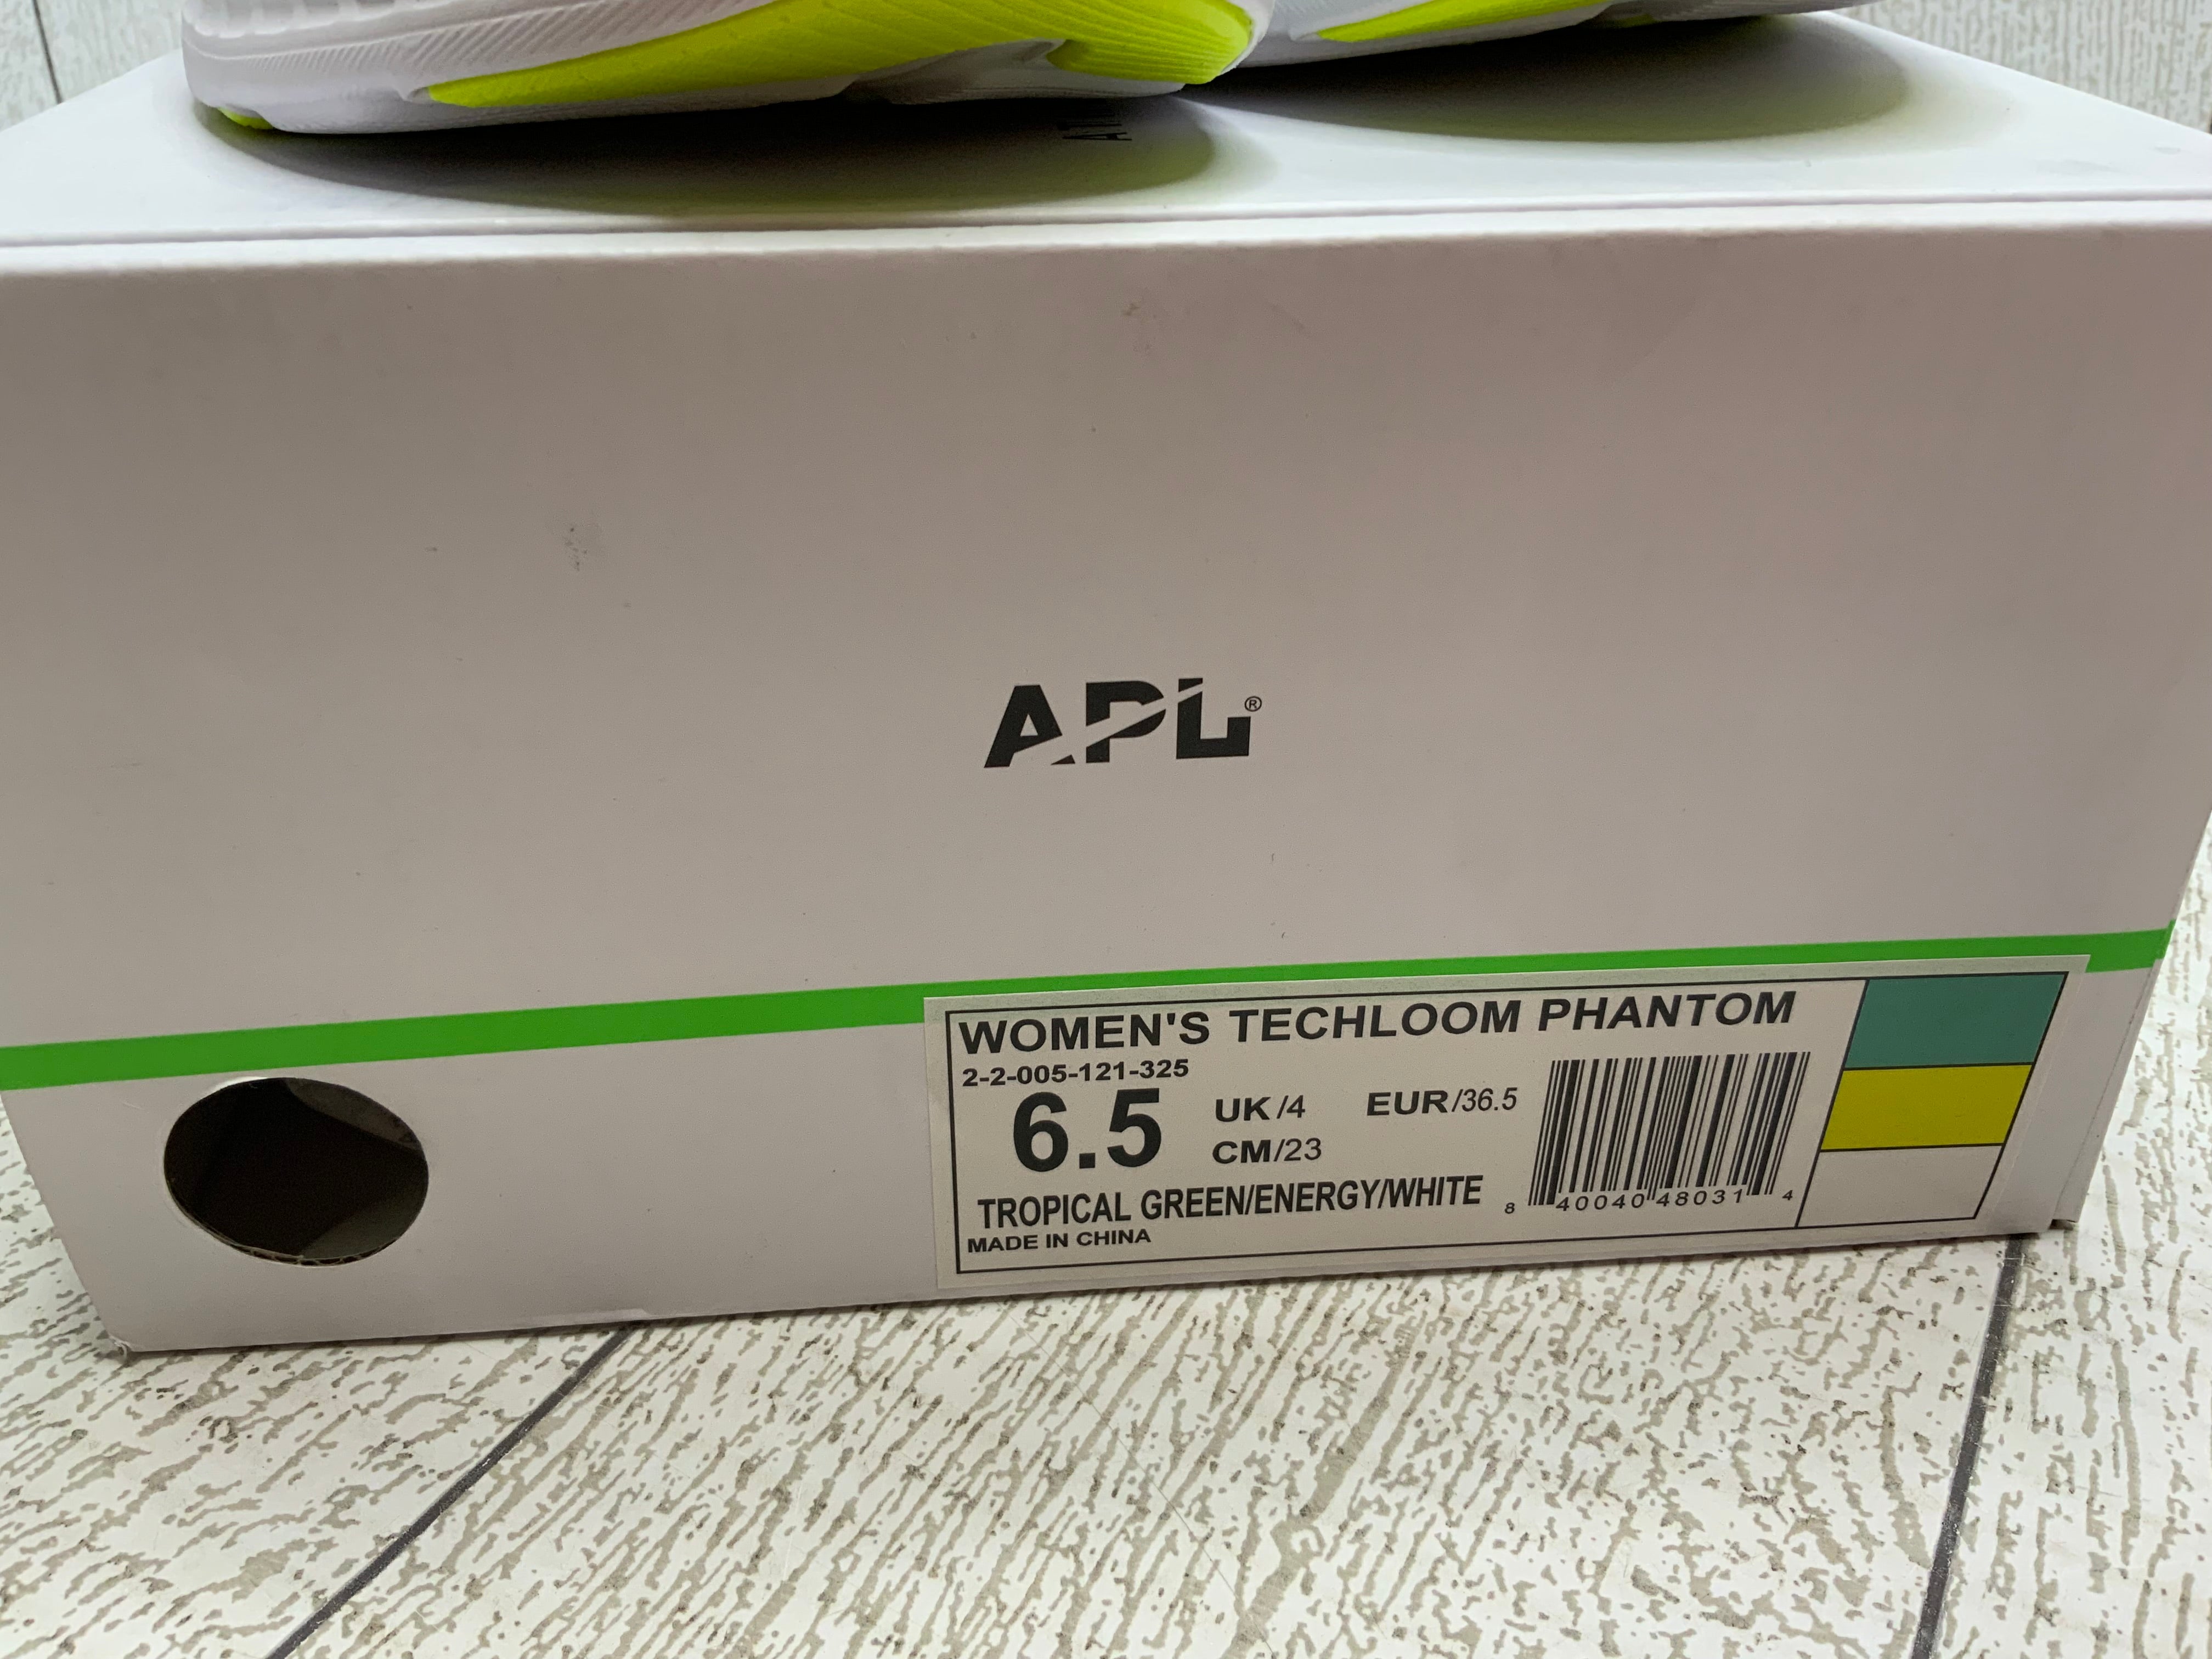 APL®
WOMEN'S TECHLOOM PHANTOM
2-2-005-121-325
6.5 UK/4 EUR/36.5
CM/23
TROPICAL GREEN/ENERGY/WHITE
8 40040 48031 4
MADE IN CHINA